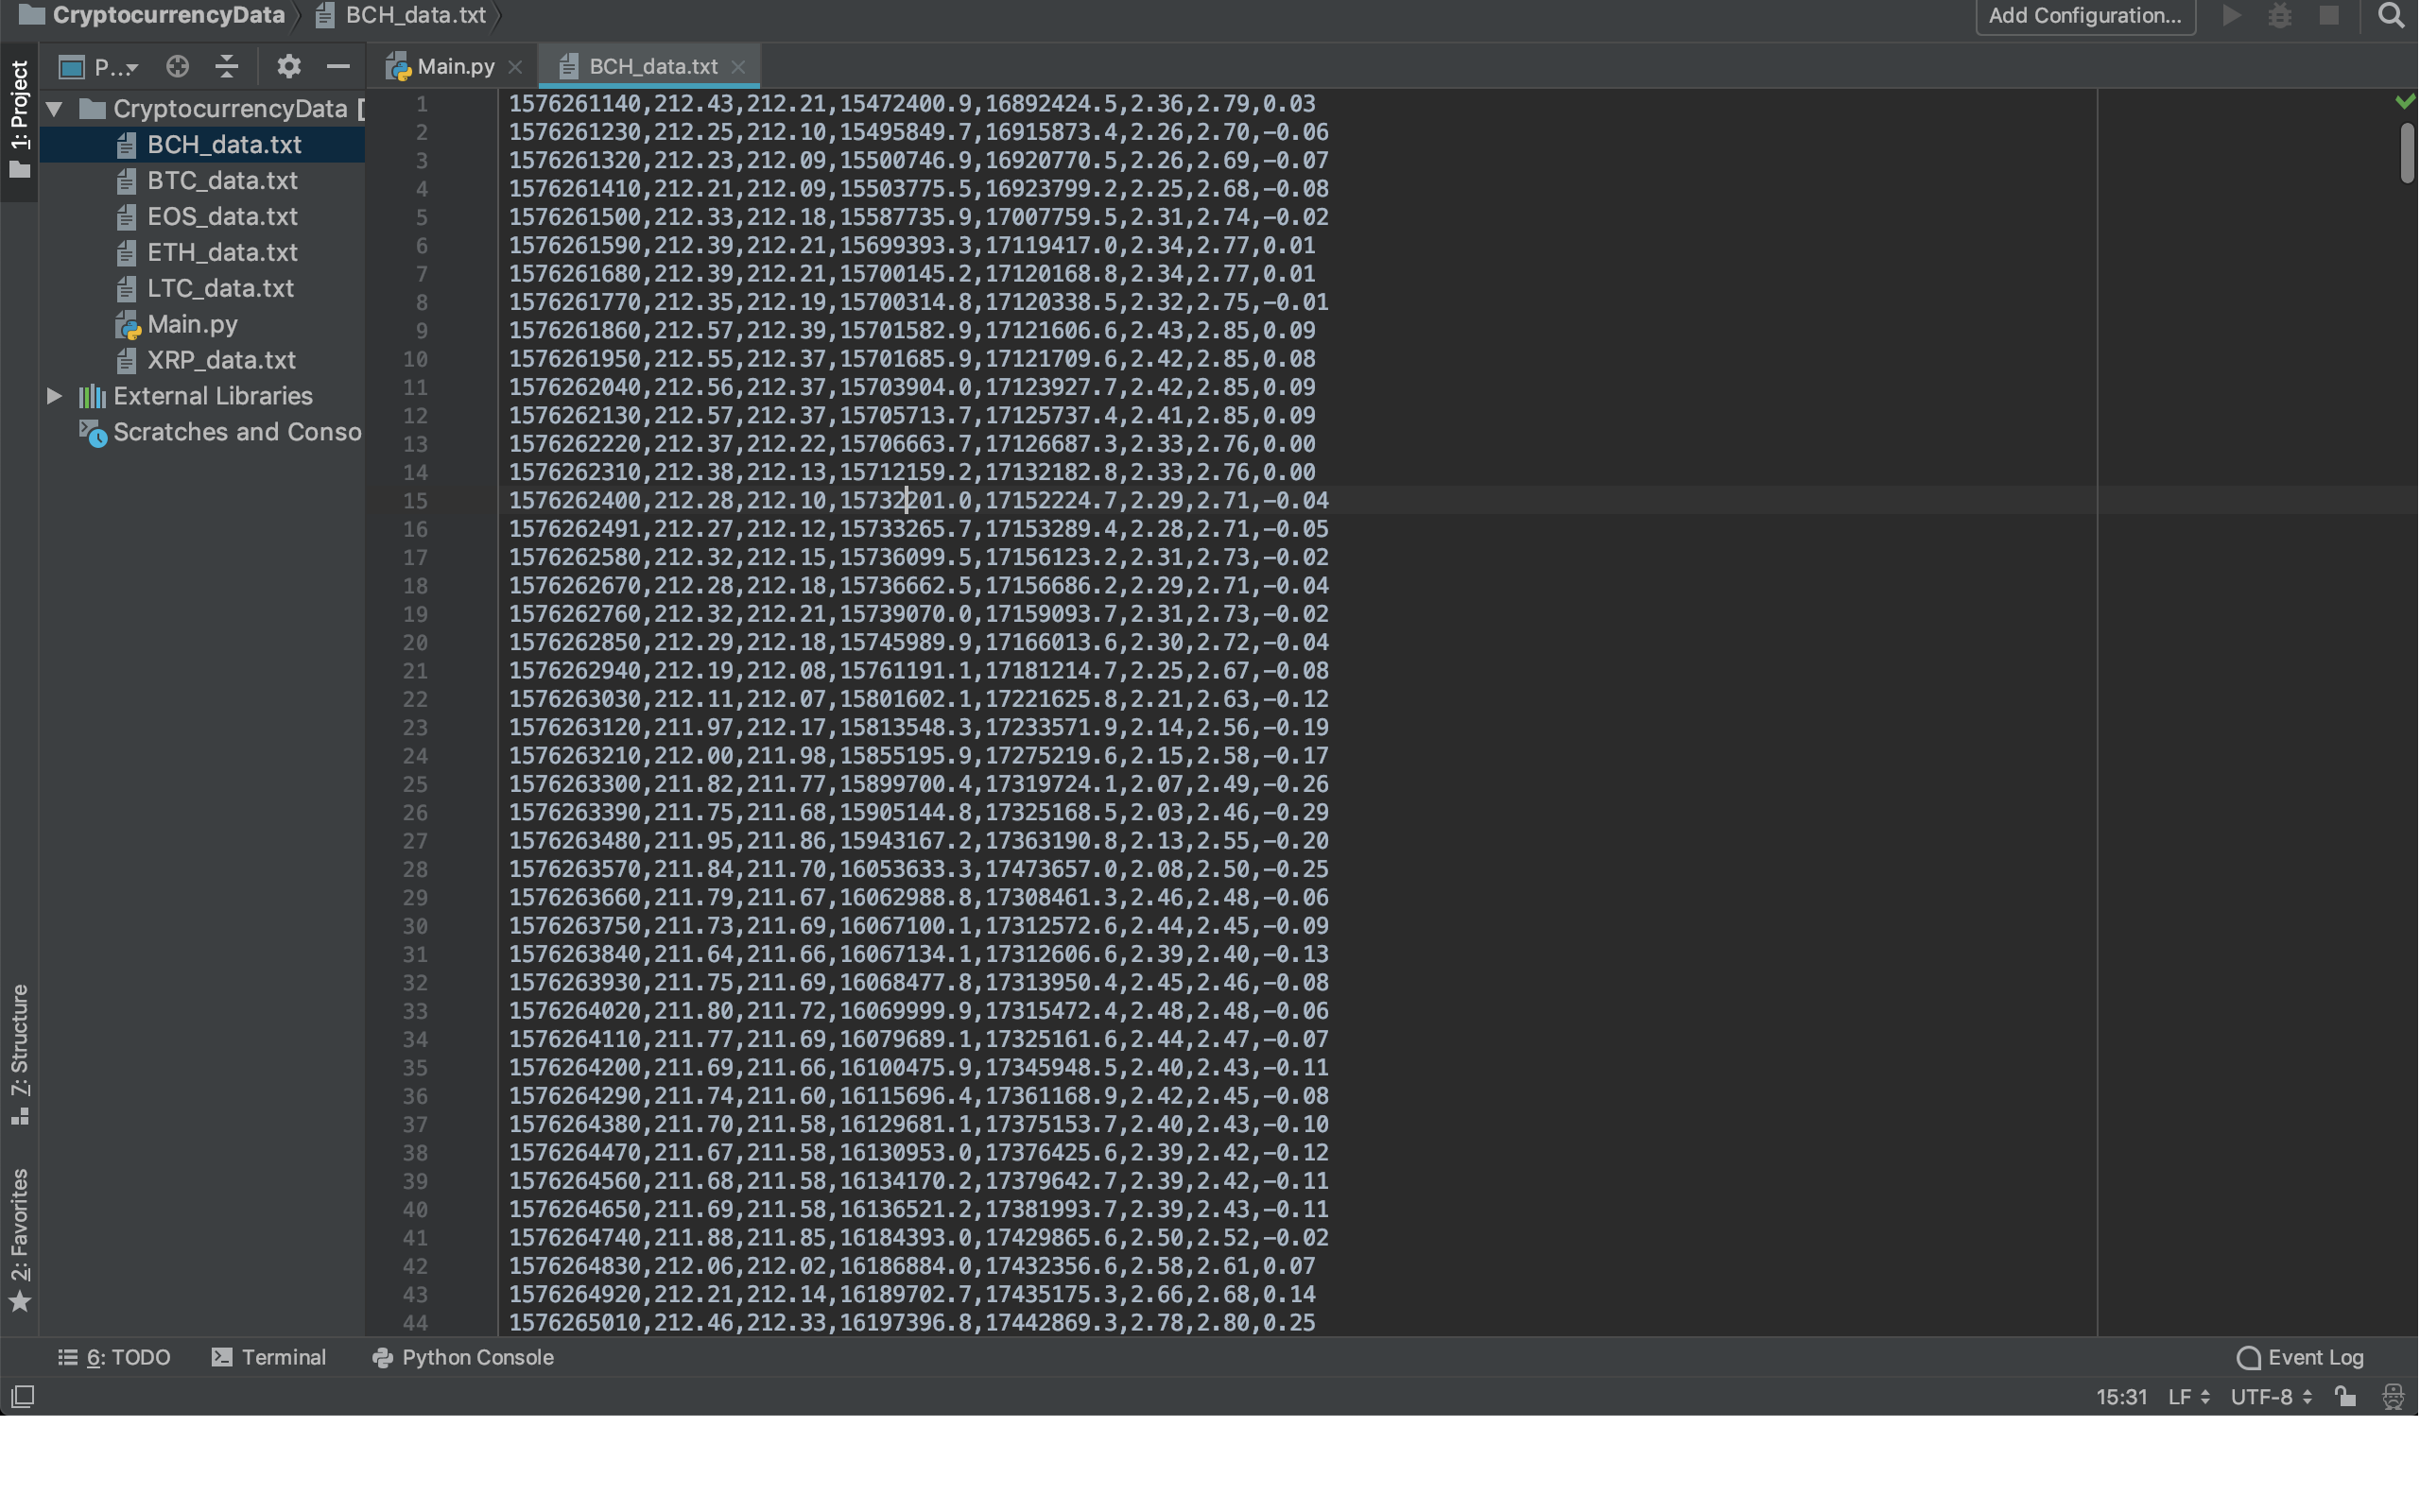 CryptocurrencyData BCH_data.txt Add Configuration...
1: Project
P... Main.py BCH_data.txt
CryptocurrencyData [
BCH_data.txt
BTC_data.txt
EOS_data.txt
ETH_data.txt
LTC_data.txt
Main.py
XRP_data.txt
External Libraries
Scratches and Conso
7: Structure
2: Favorites
1 1576261140,212.43,212.21,15472400.9,16892424.5,2.36,2.79,0.03
2 1576261230,212.25,212.10,15495849.7,16915873.4,2.26,2.70,-0.06
3 1576261320,212.23,212.09,15500746.9,16920770.5,2.26,2.69,-0.07
4 1576261410,212.21,212.09,15503775.5,16923799.2,2.25,2.68,-0.08
5 1576261500,212.33,212.18,15587735.9,17007759.5,2.31,2.74,-0.02
6 1576261590,212.39,212.21,15699393.3,17119417.0,2.34,2.77,0.01
7 1576261680,212.39,212.21,15700145.2,17120168.8,2.34,2.77,0.01
8 1576261770,212.35,212.19,15700314.8,17120338.5,2.32,2.75,-0.01
9 1576261860,212.57,212.39,15701582.9,17121606.6,2.43,2.85,0.09
10 1576261950,212.55,212.37,15701685.9,17121709.6,2.42,2.85,0.08
11 1576262040,212.56,212.37,15703904.0,17123927.7,2.42,2.85,0.09
12 1576262130,212.57,212.37,15705713.7,17125737.4,2.41,2.85,0.09
13 1576262220,212.37,212.22,15706663.7,17126687.3,2.33,2.76,0.00
14 1576262310,212.38,212.13,15712159.2,17132182.8,2.33,2.76,0.00
15 1576262400,212.28,212.10,15732201.0,17152224.7,2.29,2.71,-0.04
16 1576262491,212.27,212.12,15733265.7,17153289.4,2.28,2.71,-0.05
17 1576262580,212.32,212.15,15736099.5,17156123.2,2.31,2.73,-0.02
18 1576262670,212.28,212.18,15736662.5,17156686.2,2.29,2.71,-0.04
19 1576262760,212.32,212.21,15739070.0,17159093.7,2.31,2.73,-0.02
20 1576262850,212.29,212.18,15745989.9,17166013.6,2.30,2.72,-0.04
21 1576262940,212.19,212.08,15761191.1,17181214.7,2.25,2.67,-0.08
22 1576263030,212.11,212.07,15801602.1,17221625.8,2.21,2.63,-0.12
23 1576263120,211.97,212.17,15813548.3,17233571.9,2.14,2.56,-0.19
24 1576263210,212.00,211.98,15855195.9,17275219.6,2.15,2.58,-0.17
25 1576263300,211.82,211.77,15899700.4,17319724.1,2.07,2.49,-0.26
26 1576263390,211.75,211.68,15905144.8,17325168.5,2.03,2.46,-0.29
27 1576263480,211.95,211.86,15943167.2,17363190.8,2.13,2.55,-0.20
28 1576263570,211.84,211.70,16053633.3,17473657.0,2.08,2.50,-0.25
29 1576263660,211.79,211.67,16062988.8,17308461.3,2.46,2.48,-0.06
30 1576263750,211.73,211.69,16067100.1,17312572.6,2.44,2.45,-0.09
31 1576263840,211.64,211.66,16067134.1,17312606.6,2.39,2.40,-0.13
32 1576263930,211.75,211.69,16068477.8,17313950.4,2.45,2.46,-0.08
33 1576264020,211.80,211.72,16069999.9,17315472.4,2.48,2.48,-0.06
34 1576264110,211.77,211.69,16079689.1,17325161.6,2.44,2.47,-0.07
35 1576264200,211.69,211.66,16100475.9,17345948.5,2.40,2.43,-0.11
36 1576264290,211.74,211.60,16115696.4,17361168.9,2.42,2.45,-0.08
37 1576264380,211.70,211.58,16129681.1,17375153.7,2.40,2.43,-0.10
38 1576264470,211.67,211.58,16130953.0,17376425.6,2.39,2.42,-0.12
39 1576264560,211.68,211.58,16134170.2,17379642.7,2.39,2.42,-0.11
40 1576264650,211.69,211.58,16136521.2,17381993.7,2.39,2.43,-0.11
41 1576264740,211.88,211.85,16184393.0,17429865.6,2.50,2.52,-0.02
42 1576264830,212.06,212.02,16186884.0,17432356.6,2.58,2.61,0.07
43 1576264920,212.21,212.14,16189702.7,17435175.3,2.66,2.68,0.14
44 1576265010,212.46,212.33,16197396.8,17442869.3,2.78,2.80,0.25
6: TODO Terminal Python Console Event Log
15:31 LF UTF-8